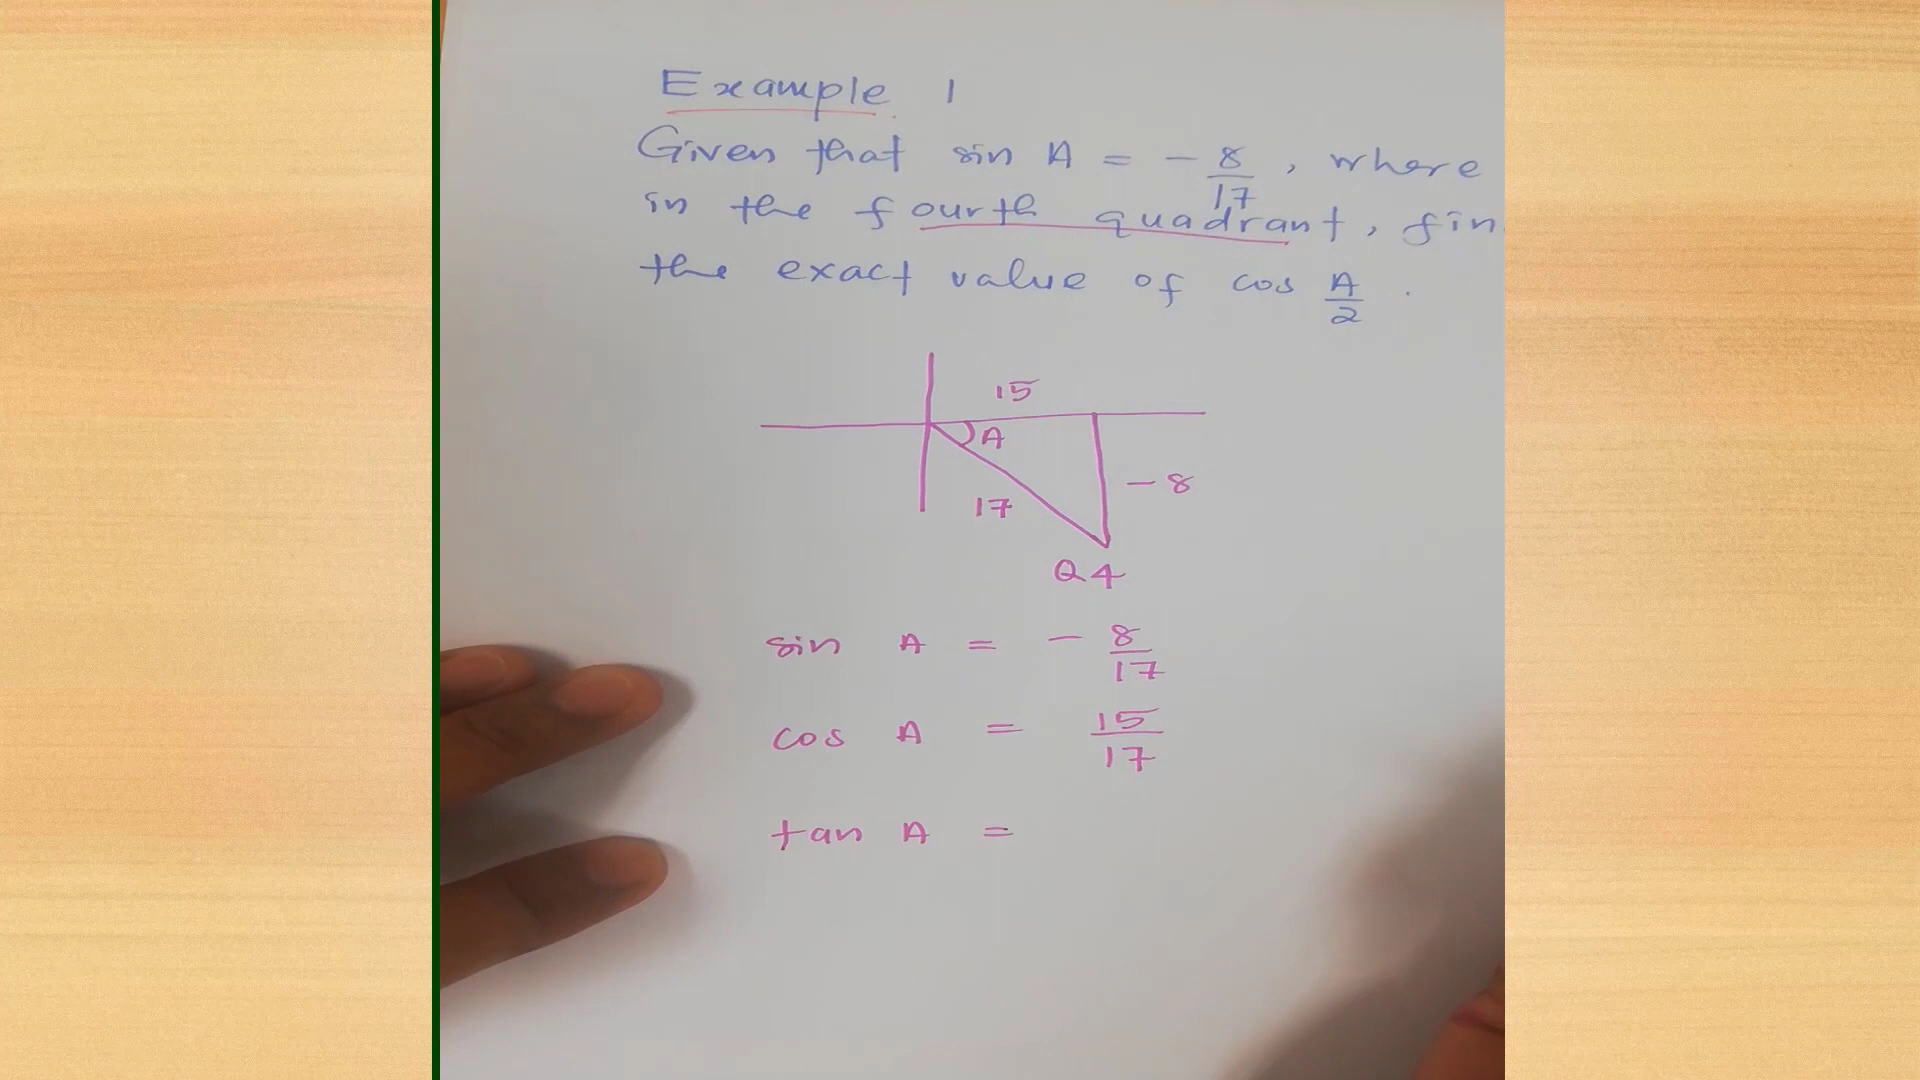 Example 1
Given that sin A = - 8/17, where
in the fourth quadrant, fin
the exact value of cos A/2 .
15
A
- 8
17
Q4
sin A = - 8/17
cos A = 15/17
tan A =